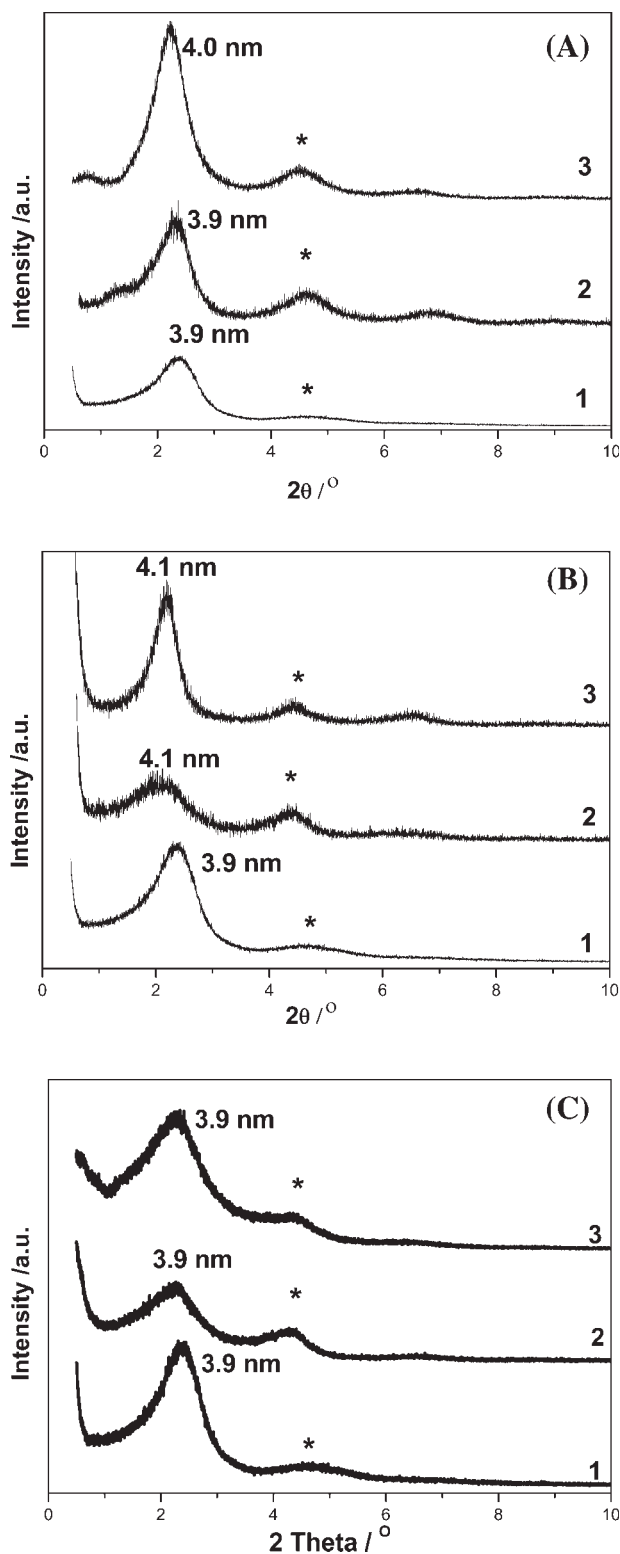 (A)
4.0 nm
*
3
3.9 nm
*
2
3.9 nm
*
1
Intensity /a.u.
0 2 4 6 8 10
2θ / °
(B)
4.1 nm
*
3
4.1 nm
*
2
3.9 nm
*
1
Intensity /a.u.
0 2 4 6 8 10
2θ / °
(C)
3.9 nm
*
3
3.9 nm
*
2
3.9 nm
*
1
Intensity /a.u.
0 2 4 6 8 10
2 Theta / °